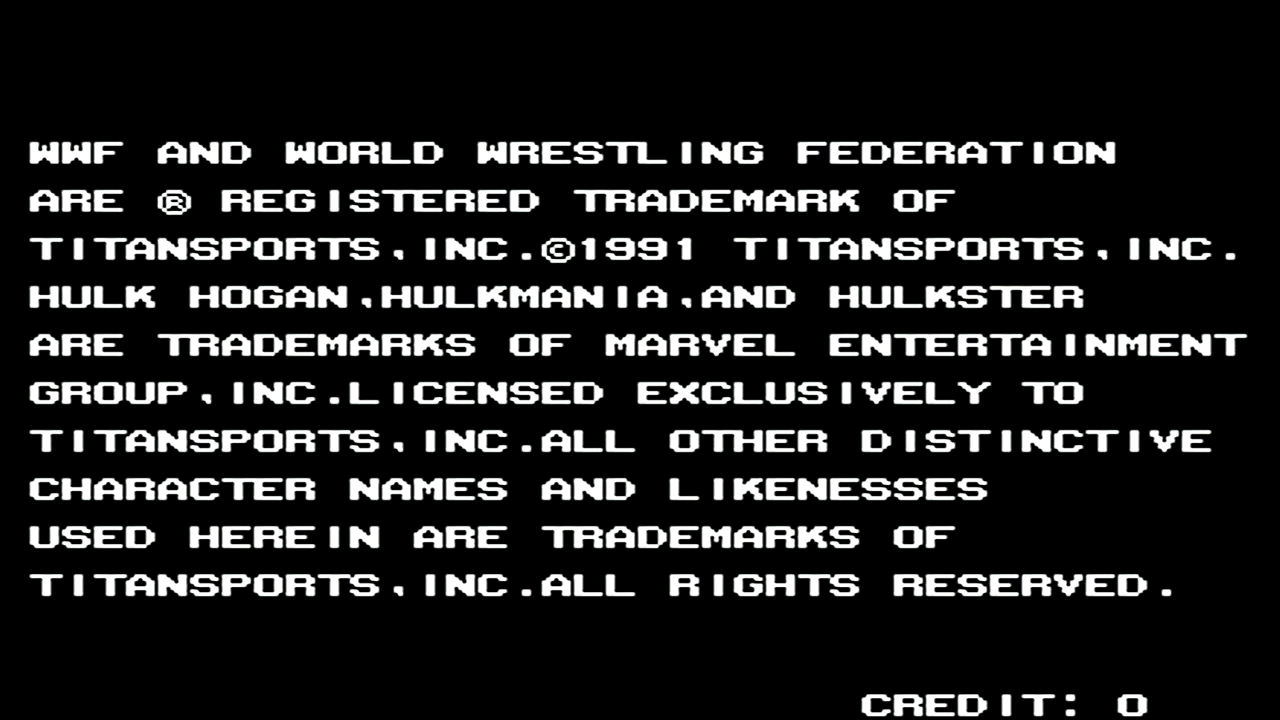 WWF AND WORLD WRESTLING FEDERATION
ARE ® REGISTERED TRADEMARK OF
TITANSPORTS,INC.©1991 TITANSPORTS,INC.
HULK HOGAN,HULKMANIA,AND HULKSTER
ARE TRADEMARKS OF MARVEL ENTERTAINMENT
GROUP,INC.LICENSED EXCLUSIVELY TO
TITANSPORTS,INC.ALL OTHER DISTINCTIVE
CHARACTER NAMES AND LIKENESSES
USED HEREIN ARE TRADEMARKS OF
TITANSPORTS,INC.ALL RIGHTS RESERVED.
CREDIT: 0